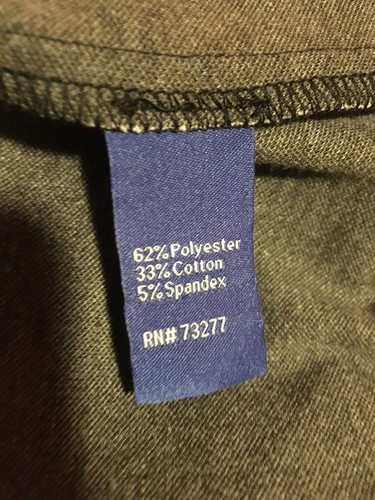 62% Polyester
33% Cotton
5% Spandex
RN# 73277